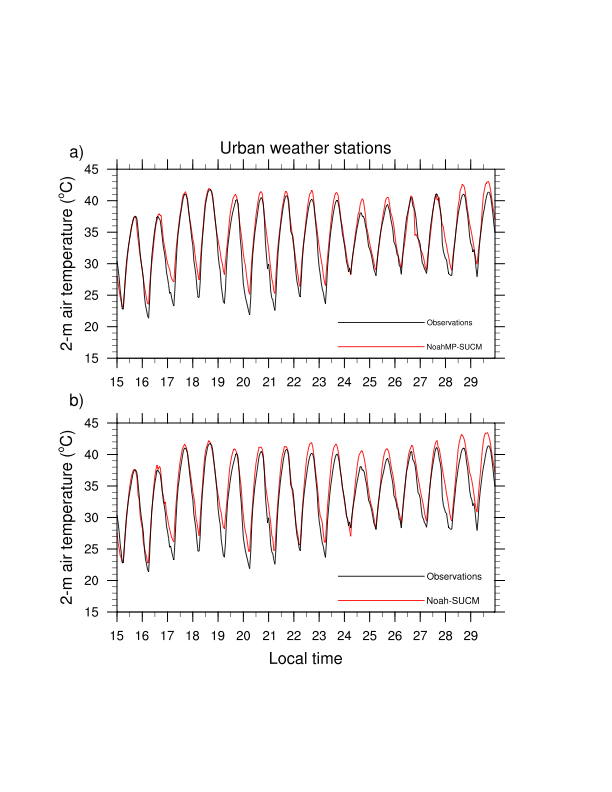 Urban weather stations
a)
2-m air temperature (°C)
45
40
35
30
25
20
15
Observations
NoahMP-SUCM
15 16 17 18 19 20 21 22 23 24 25 26 27 28 29
b)
2-m air temperature (°C)
45
40
35
30
25
20
15
Observations
Noah-SUCM
15 16 17 18 19 20 21 22 23 24 25 26 27 28 29
Local time